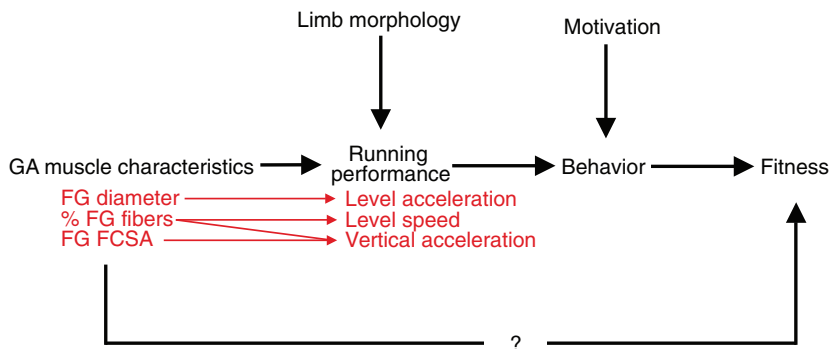 Limb morphology
Motivation
GA muscle characteristics
Running
performance
Behavior
Fitness
FG diameter
Level acceleration
% FG fibers
Level speed
FG FCSA
Vertical acceleration
?